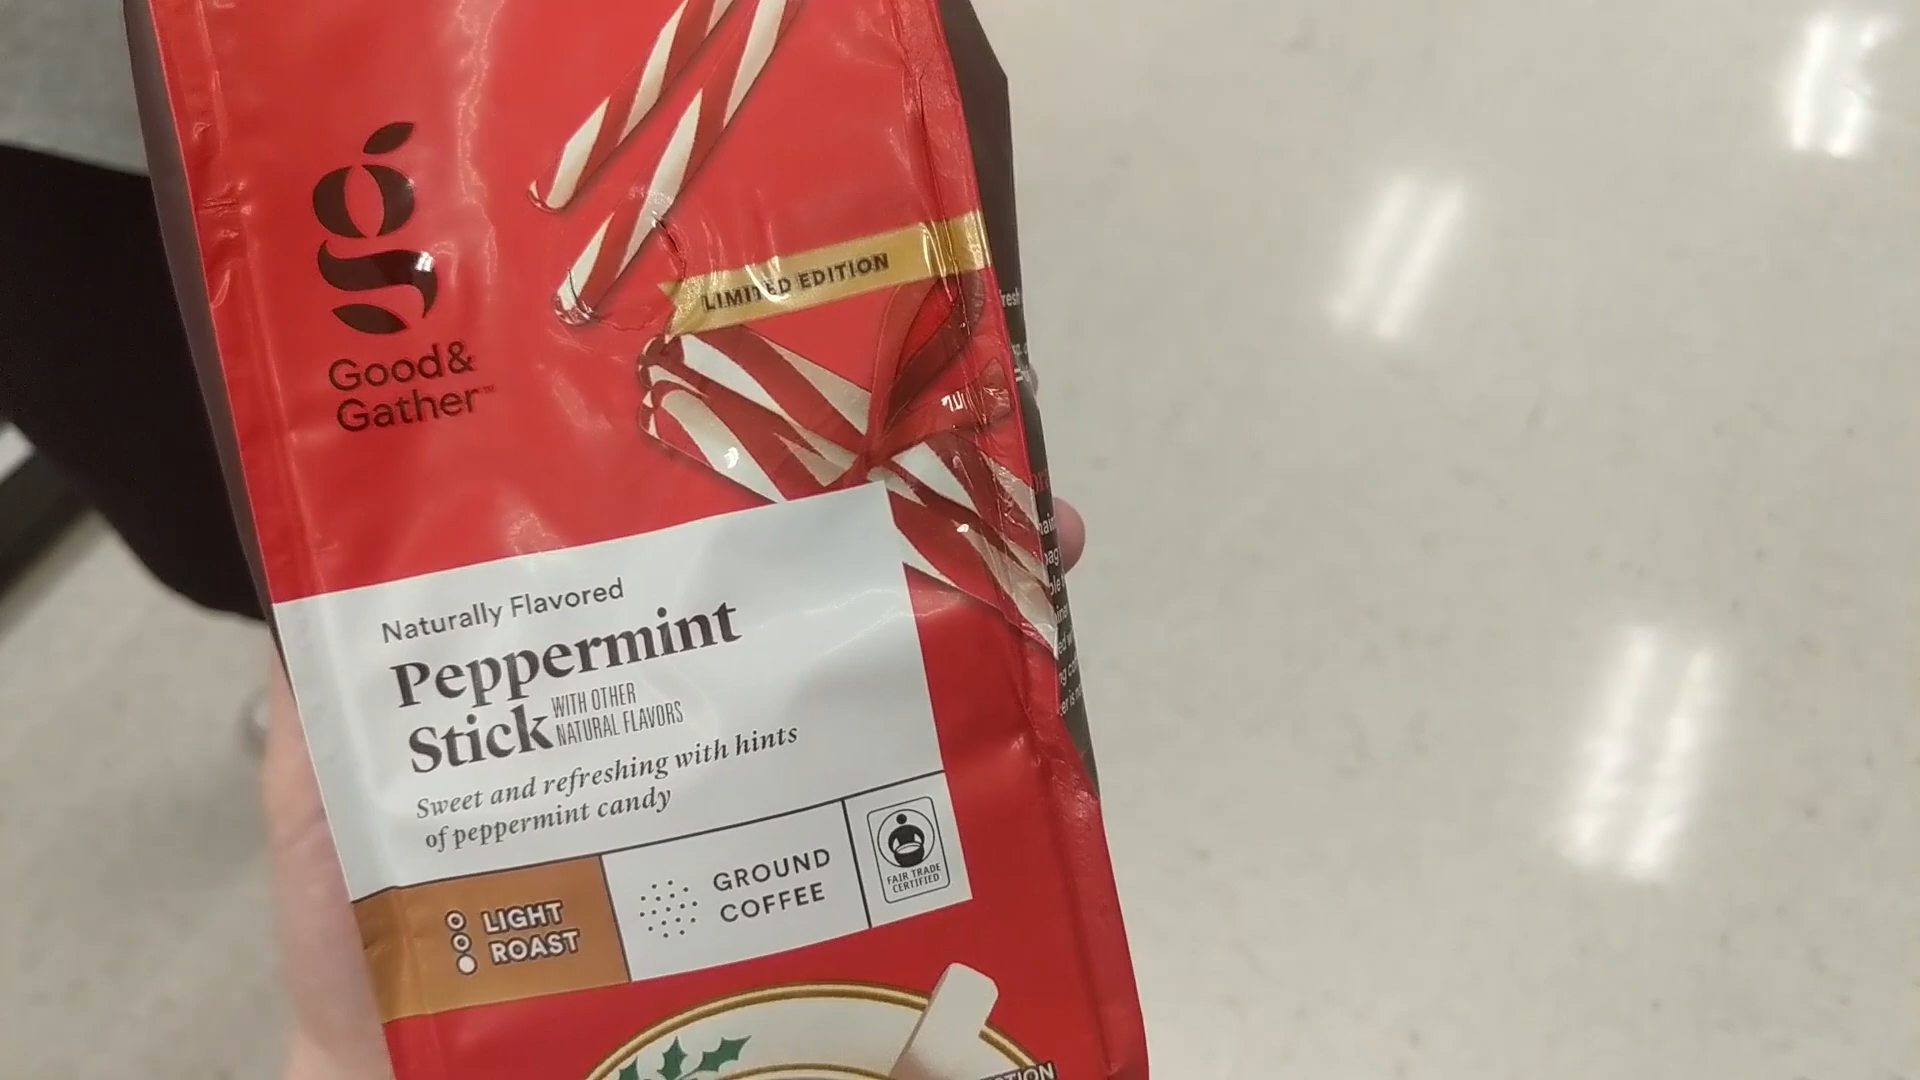 LIMITED EDITION
Good &
Gather™
Naturally Flavored
Peppermint
Stick
WITH OTHER
NATURAL FLAVORS
Sweet and refreshing with hints
of peppermint candy
LIGHT
ROAST
GROUND
COFFEE
FAIR TRADE
CERTIFIED